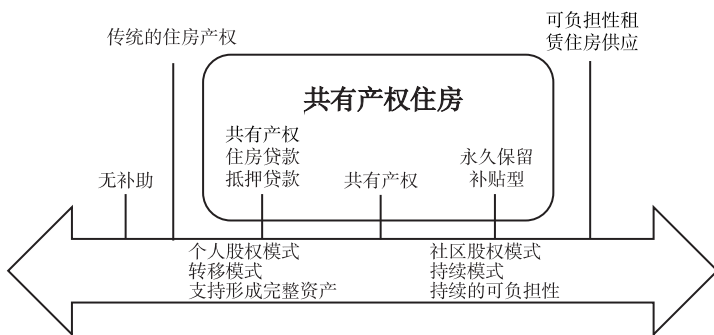 传统的住房产权
可负担性租
赁住房供应
共有产权住房
共有产权
住房贷款
抵押贷款
无补助
共有产权
永久保留
补贴型
个人股权模式
转移模式
支持形成完整资产
社区股权模式
持续模式
持续的可负担性